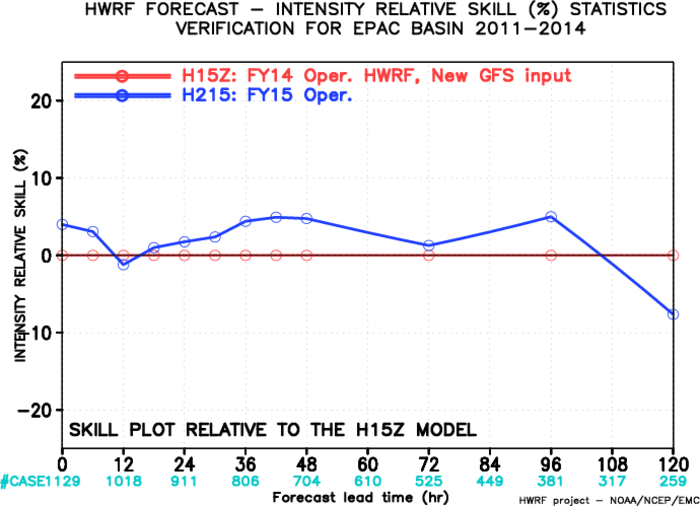 HWRF FORECAST – INTENSITY RELATIVE SKILL (%) STATISTICS
VERIFICATION FOR EPAC BASIN 2011–2014
H15Z: FY14 Oper. HWRF, New GFS input
H215: FY15 Oper.
INTENSITY RELATIVE SKILL (%)
20
10
0
–10
–20
SKILL PLOT RELATIVE TO THE H15Z MODEL
0 12 24 36 48 60 72 84 96 108 120
#CASE1129 1018 911 806 704 610 525 449 381 317 259
Forecast lead time (hr)
HWRF project – NOAA/NCEP/EMC